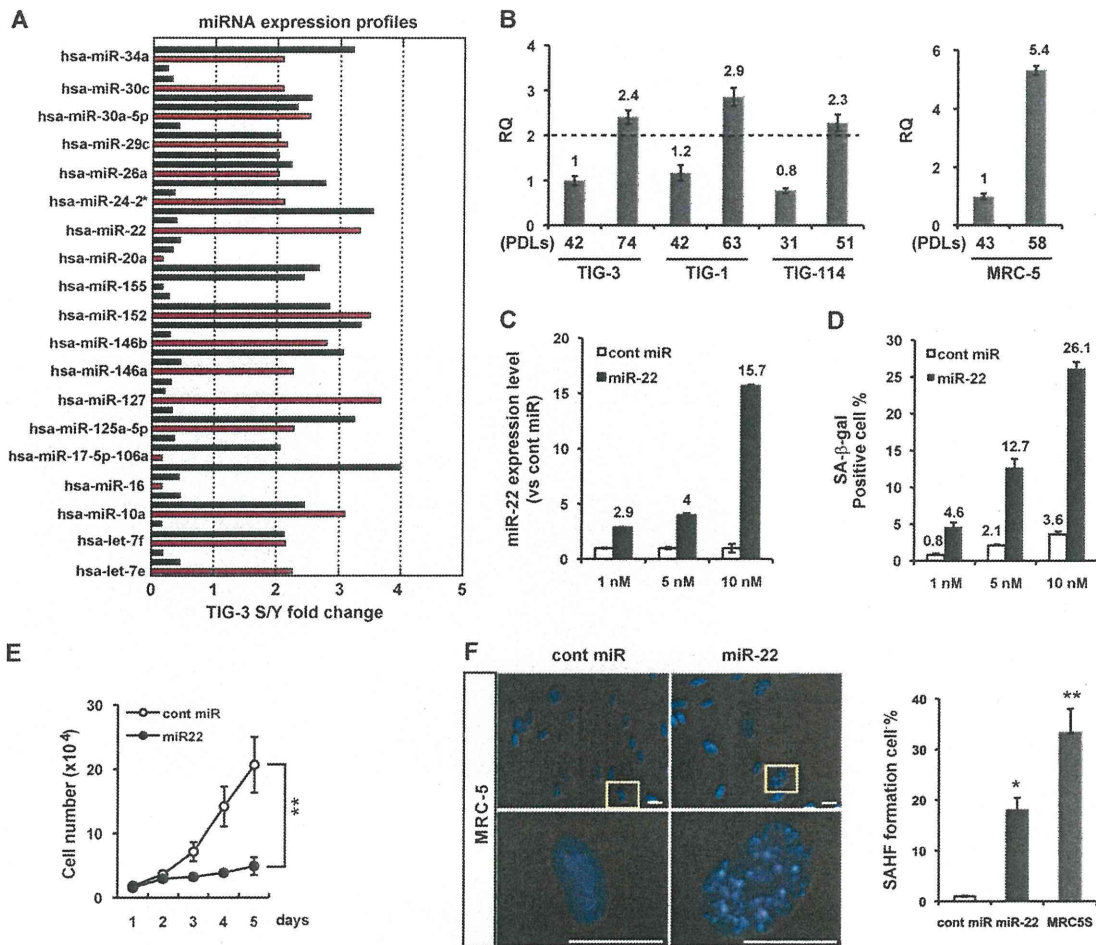 A
miRNA expression profiles
hsa-miR-34a
hsa-miR-30c
hsa-miR-30a-5p
hsa-miR-29c
hsa-miR-26a
hsa-miR-24-2*
hsa-miR-22
hsa-miR-20a
hsa-miR-155
hsa-miR-152
hsa-miR-146b
hsa-miR-146a
hsa-miR-127
hsa-miR-125a-5p
hsa-miR-17-5p-106a
hsa-miR-16
hsa-miR-10a
hsa-let-7f
hsa-let-7e
0 1 2 3 4 5
TIG-3 S/Y fold change
B
RQ
4
3
2
1
0
1 2.4 1.2 2.9 0.8 2.3
(PDLs) 42 74 42 63 31 51
TIG-3 TIG-1 TIG-114
RQ
6
4
2
0
1 5.4
(PDLs) 43 58
MRC-5
C
miR-22 expression level
(vs cont miR)
20
15
10
5
0
cont miR
miR-22
2.9 4 15.7
1 nM 5 nM 10 nM
D
SA-β-gal
Positive cell %
30
25
20
15
10
5
0
cont miR
miR-22
0.8 4.6 2.1 12.7 3.6 26.1
1 nM 5 nM 10 nM
E
Cell number (x10⁴)
30
20
10
0
cont miR
miR22
**
1 2 3 4 5 days
F
cont miR miR-22
MRC-5
SAHF formation cell %
40
30
20
10
0
* **
cont miR miR-22 MRC5S